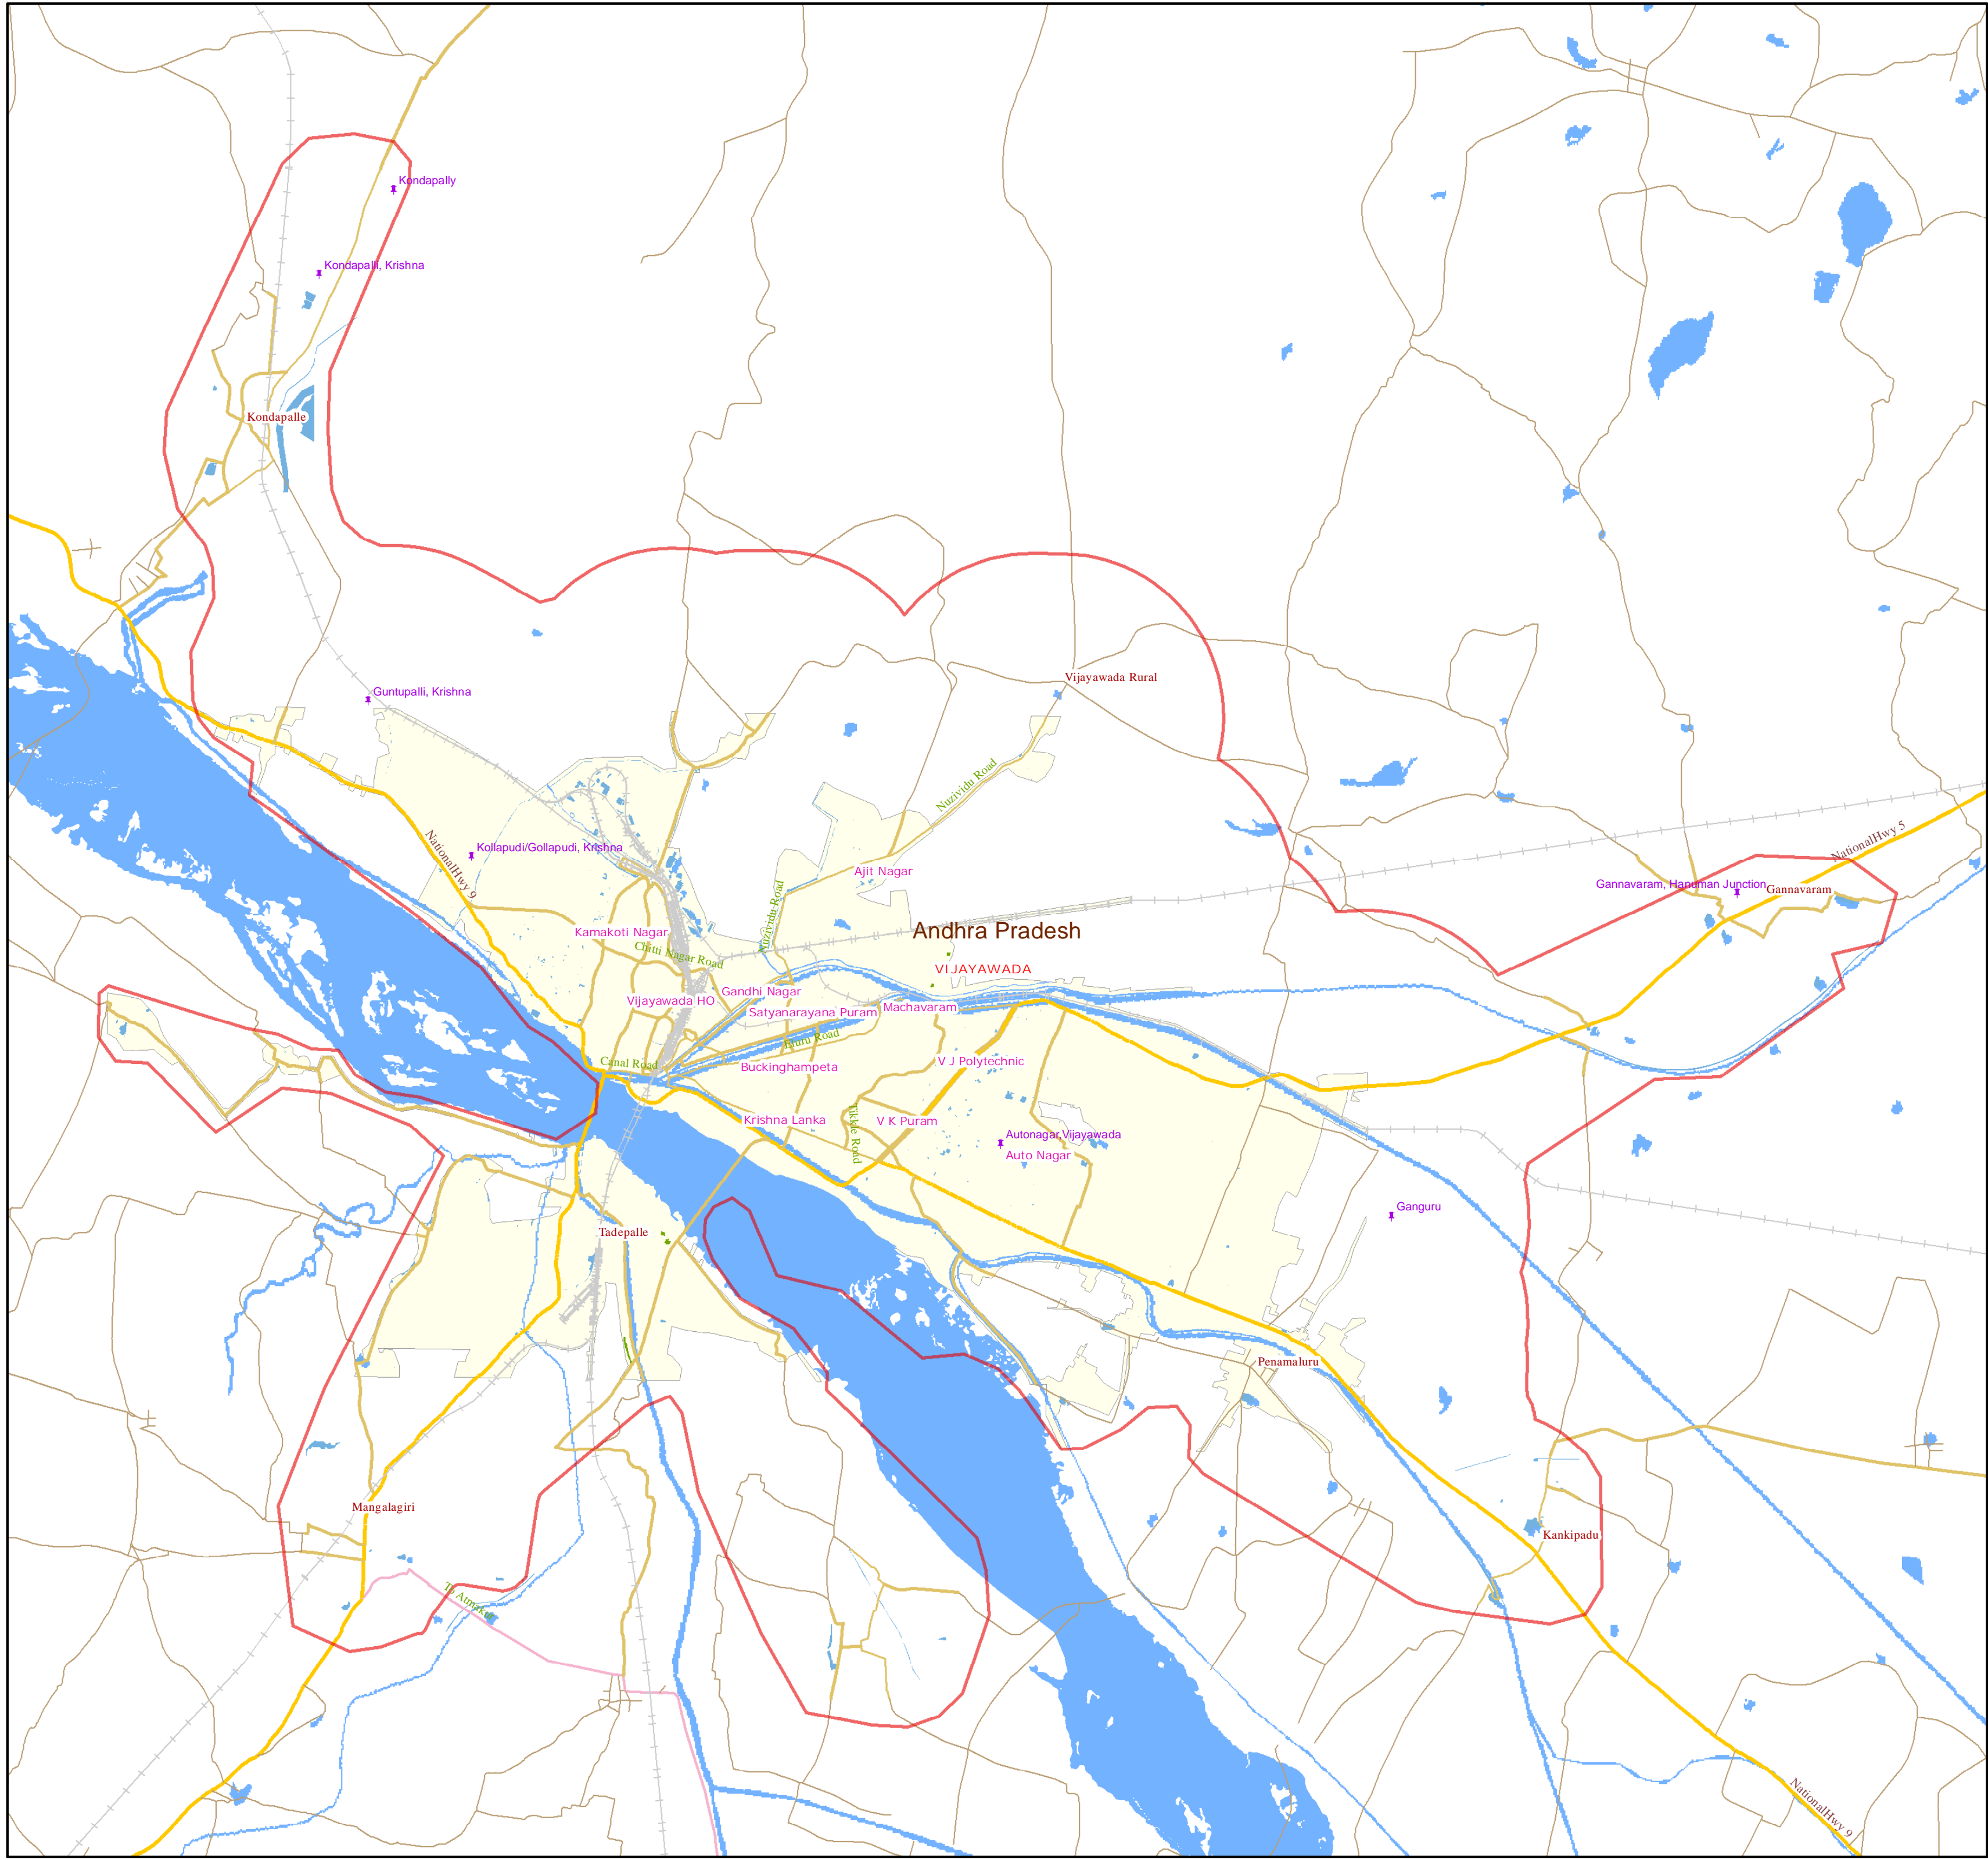 Kondapally
Kondapalli, Krishna
Kondapalle
Vijayawada Rural
Guntupalli, Krishna
Nuzividu Road
NationalHwy 5
NationalHwy 9
Kollapudi/Gollapudi, Krishna
Ajit Nagar
Gannavaram, Hanuman Junction
Gannavaram
Nuzividu Road
Kamakoti Nagar
Andhra Pradesh
Chitti Nagar Road
VIJAYAWADA
Gandhi Nagar
Vijayawada HO
Satyanarayana Puram
Machavaram
Eluru Road
Canal Road
Buckinghampeta
V J Polytechnic
Krishna Lanka
Tikkle Road
V K Puram
Autonagar,Vijayawada
Auto Nagar
Ganguru
Tadepalle
Penamaluru
Mangalagiri
Kankipadu
To Atmakur
NationalHwy 9